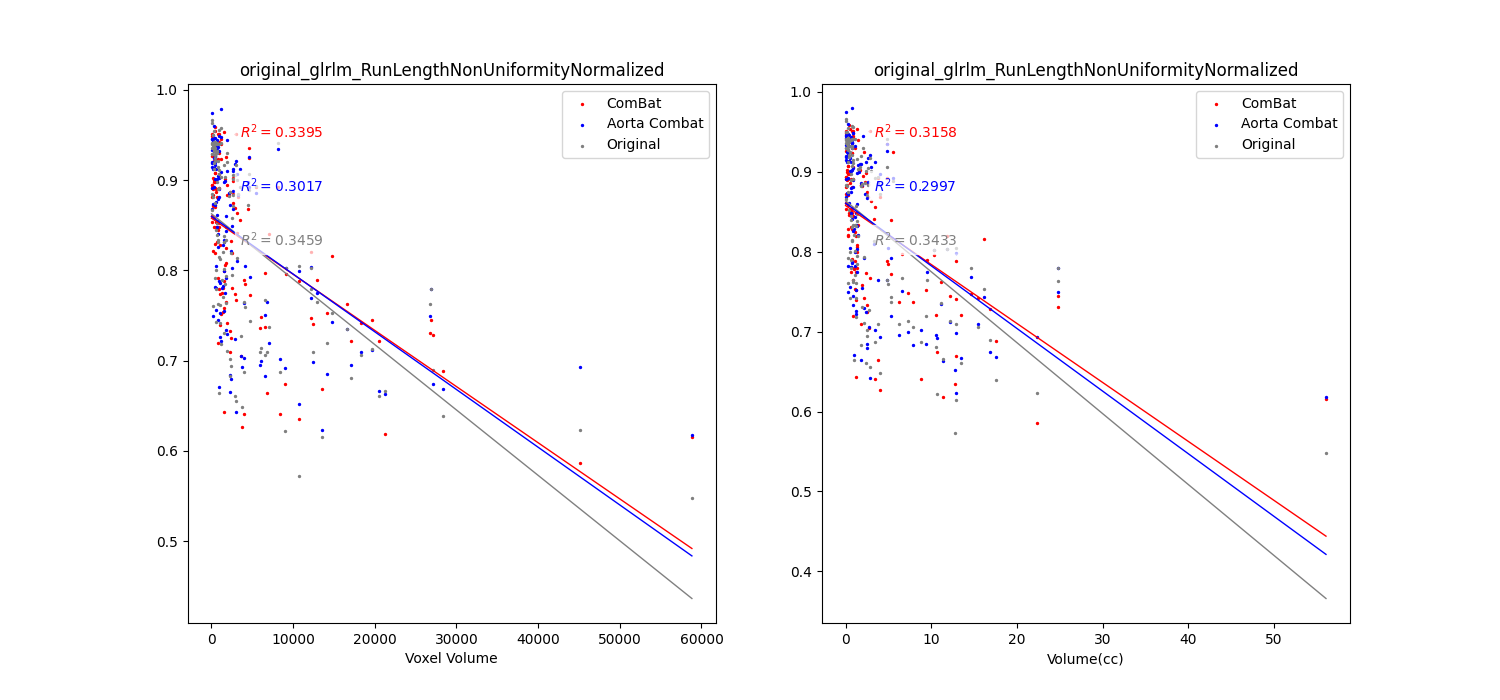 original_glrlm_RunLengthNonUniformityNormalized
1.0
0.9
0.8
0.7
0.6
0.5
R² = 0.3395
R² = 0.3017
R² = 0.3459
ComBat
Aorta Combat
Original
0 10000 20000 30000 40000 50000 60000
Voxel Volume
original_glrlm_RunLengthNonUniformityNormalized
1.0
0.9
0.8
0.7
0.6
0.5
0.4
R² = 0.3158
R² = 0.2997
R² = 0.3433
ComBat
Aorta Combat
Original
0 10 20 30 40 50
Volume(cc)